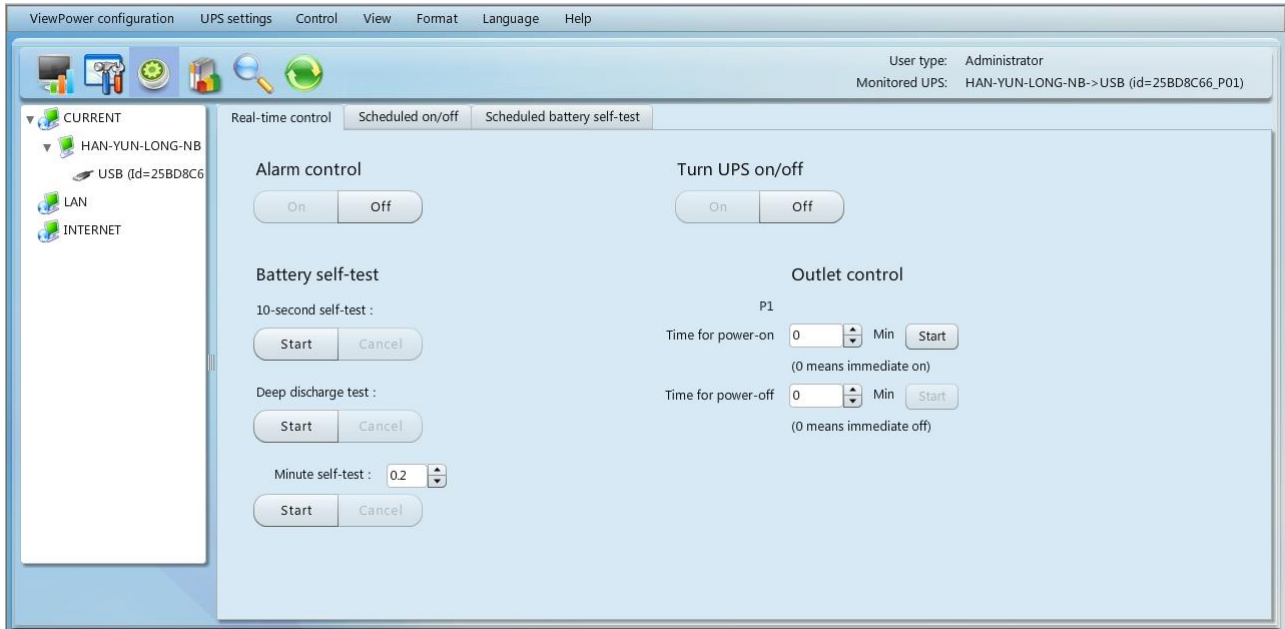 ViewPower configuration UPS settings Control View Format Language Help
User type: Administrator
Monitored UPS: HAN-YUN-LONG-NB->USB (id=25BD8C66_P01)
CURRENT
HAN-YUN-LONG-NB
USB (Id=25BD8C6
LAN
INTERNET
Real-time control Scheduled on/off Scheduled battery self-test
Alarm control
On Off
Turn UPS on/off
On Off
Battery self-test
10-second self-test :
Start Cancel
Deep discharge test :
Start Cancel
Minute self-test : 0.2
Start Cancel
Outlet control
P1
Time for power-on 0 Min Start
(0 means immediate on)
Time for power-off 0 Min Start
(0 means immediate off)